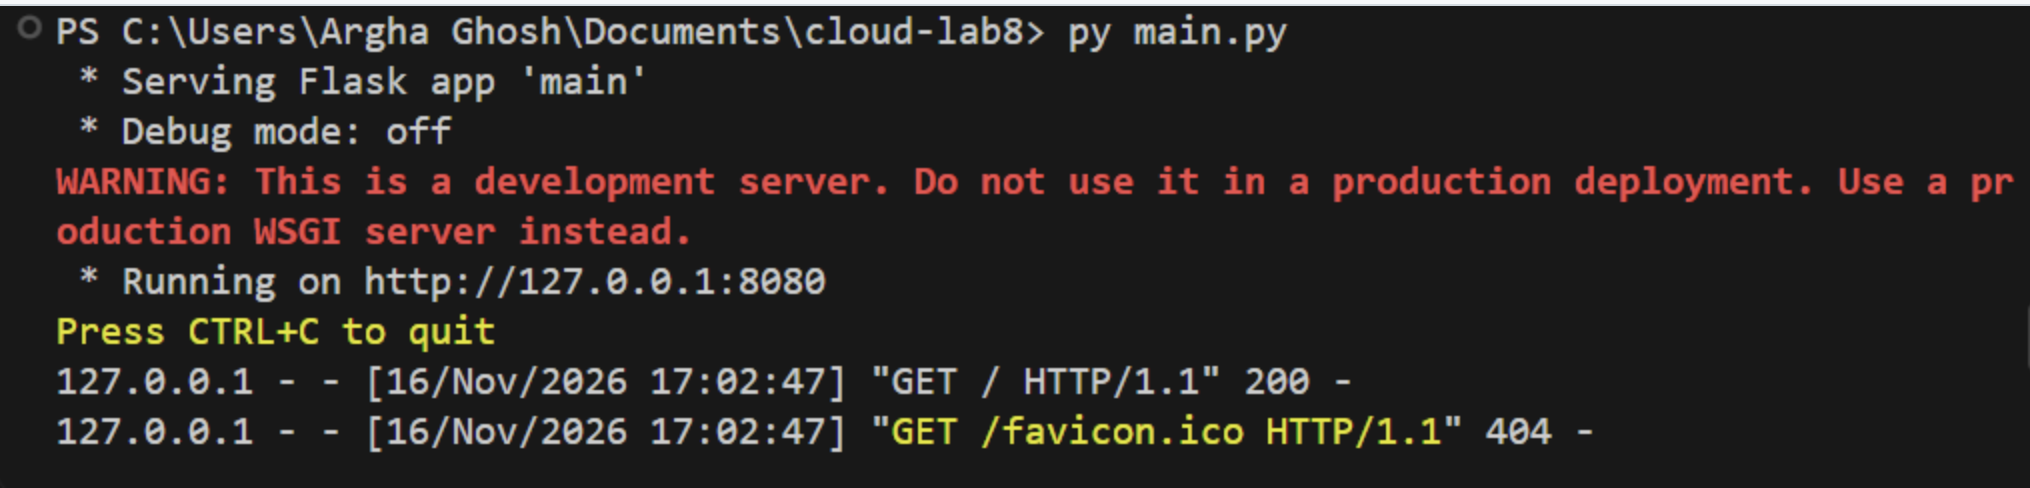 PS C:\Users\Argha Ghosh\Documents\cloud-lab8> py main.py
 * Serving Flask app 'main'
 * Debug mode: off
WARNING: This is a development server. Do not use it in a production deployment. Use a pr
oduction WSGI server instead.
 * Running on http://127.0.0.1:8080
Press CTRL+C to quit
127.0.0.1 - - [16/Nov/2026 17:02:47] "GET / HTTP/1.1" 200 -
127.0.0.1 - - [16/Nov/2026 17:02:47] "GET /favicon.ico HTTP/1.1" 404 -